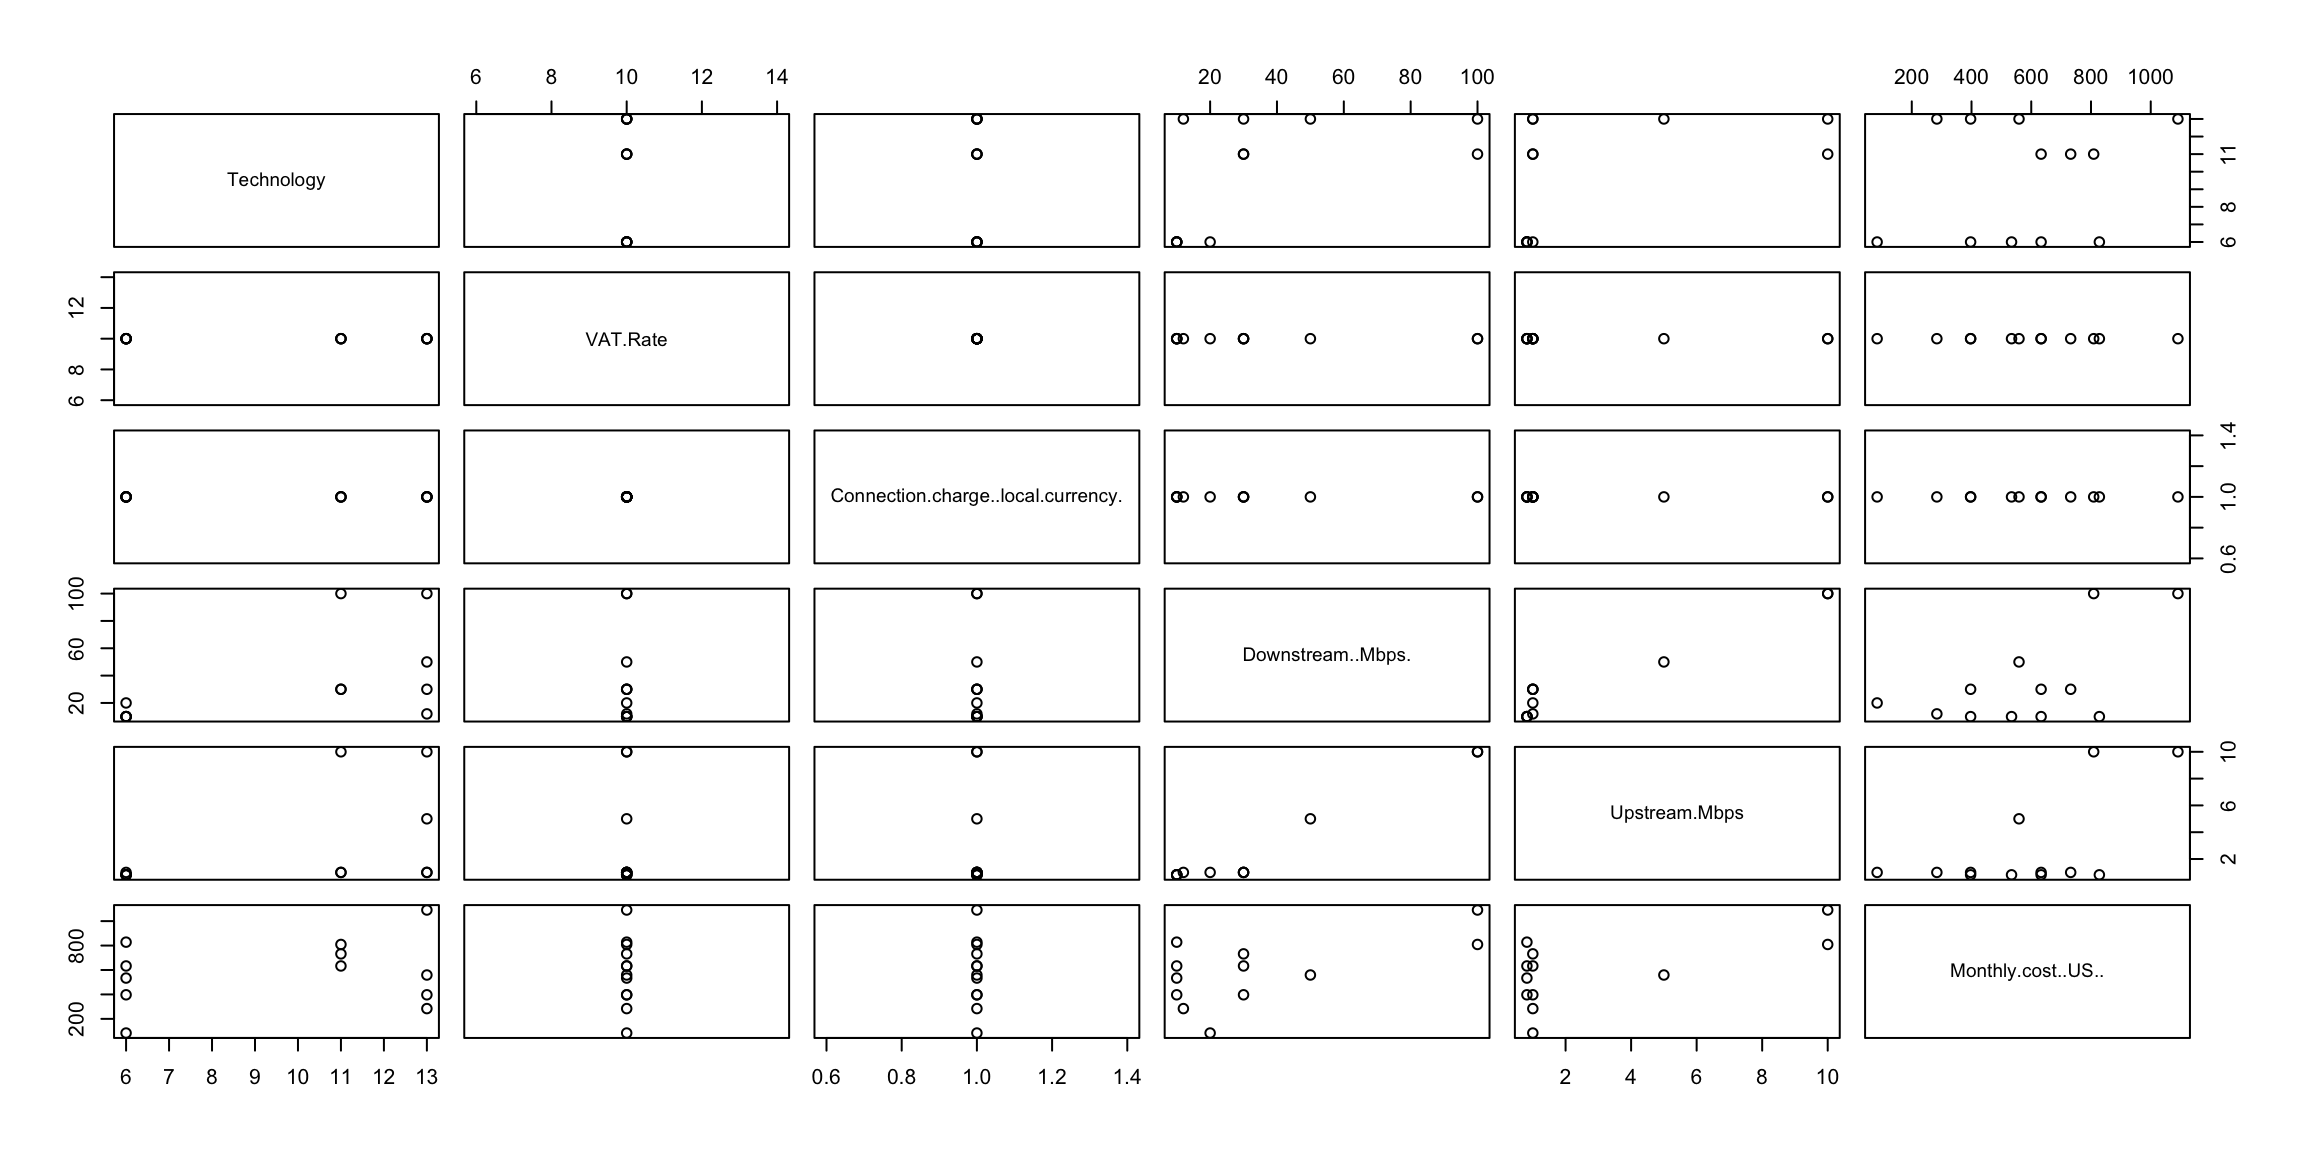 6 8 10 12 14 20 40 60 80 100 200 400 600 800 1000
Technology
6 8 11
6 8 12
VAT.Rate
Connection.charge..local.currency.
0.6 1.0 1.4
20 60 100
Downstream..Mbps.
Upstream.Mbps
2 6 10
200 800
Monthly.cost..US..
6 7 8 9 10 11 12 13 0.6 0.8 1.0 1.2 1.4 2 4 6 8 10